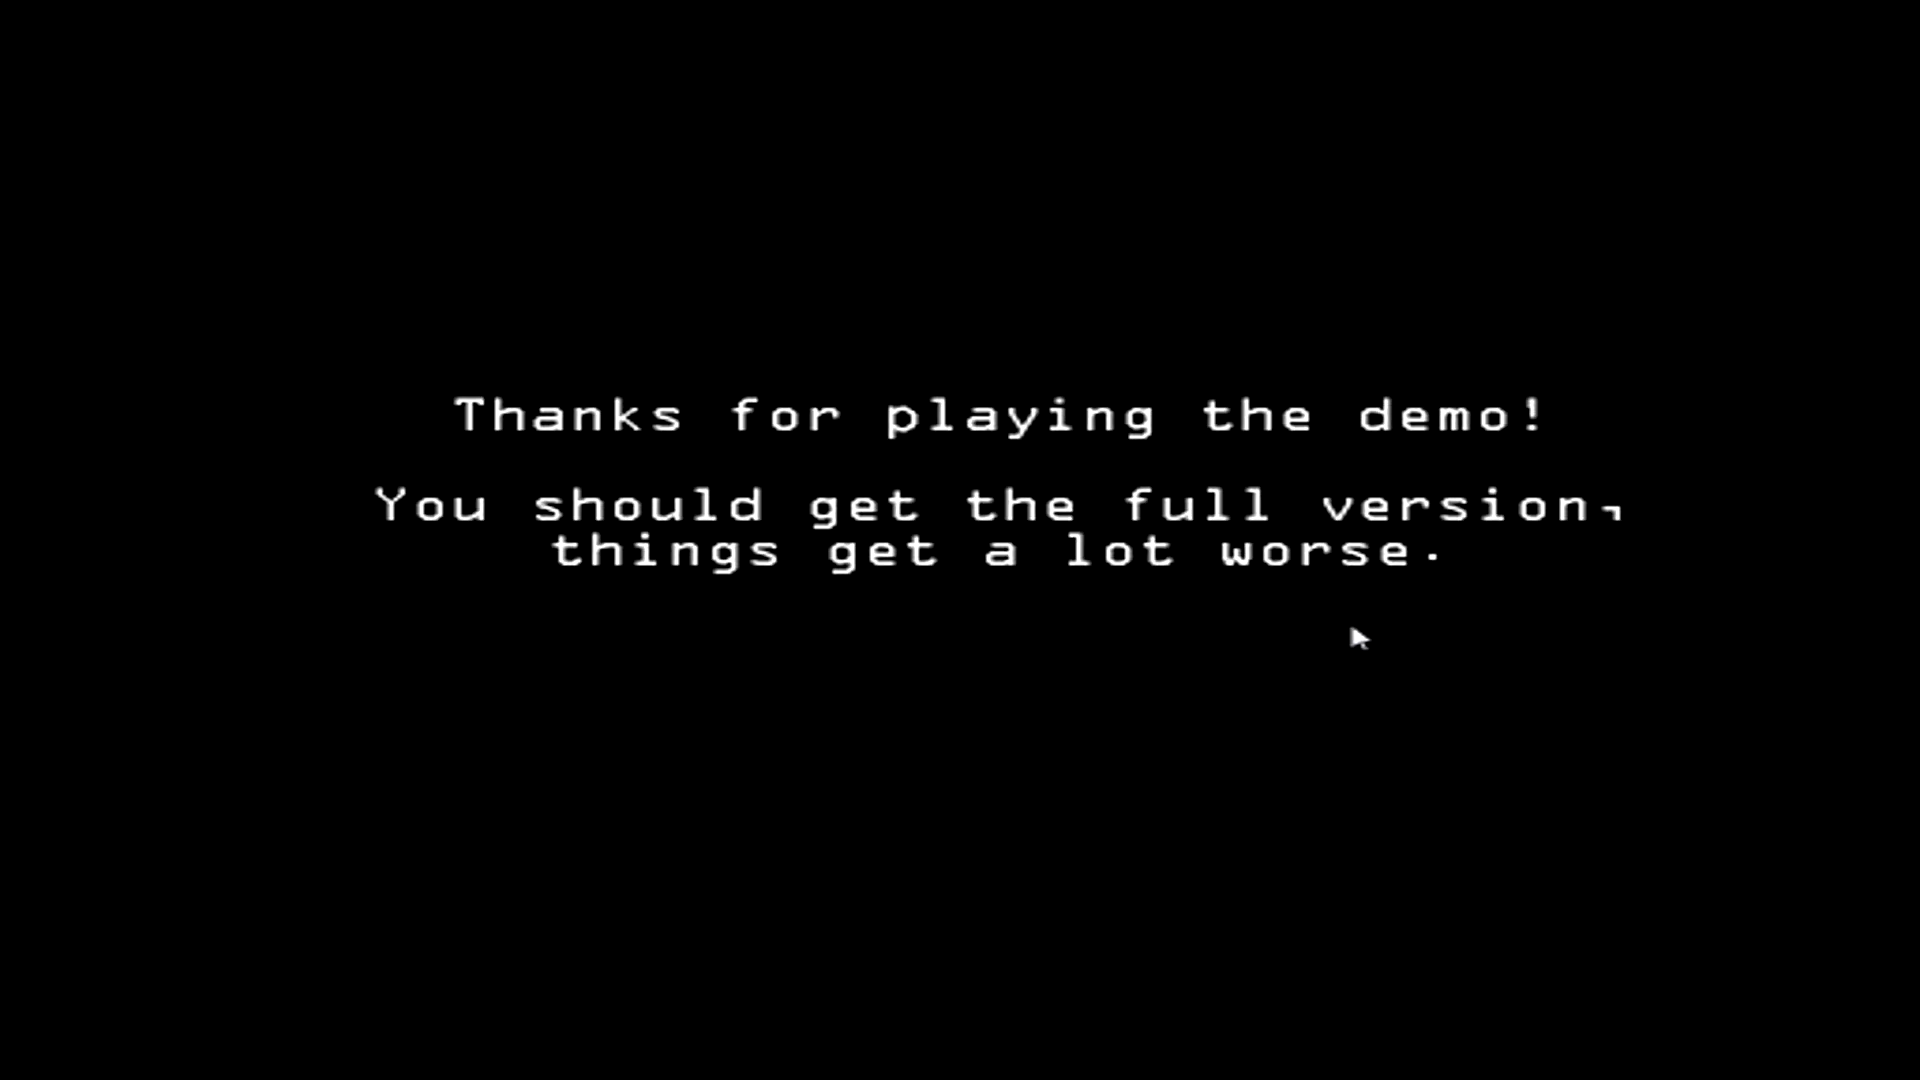 Thanks for playing the demo!
You should get the full version,
things get a lot worse.